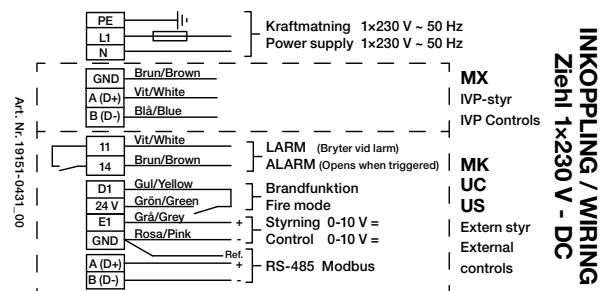 INKOPPLING / WIRING
Ziehl 1×230 V - DC
PE
L1
N
Kraftmatning 1×230 V ~ 50 Hz
Power supply 1×230 V ~ 50 Hz
GND Brun/Brown
A (D+) Vit/White
B (D-) Blå/Blue
MX
IVP-styr
IVP Controls
11 Vit/White
14 Brun/Brown
LARM (Bryter vid larm)
ALARM (Opens when triggered)
D1 Gul/Yellow
24 V Grön/Green
Brandfunktion
Fire mode
E1 Grå/Grey +
GND Rosa/Pink -
Styrning 0-10 V =
Control 0-10 V =
Ref.
A (D+) +
B (D-) -
RS-485 Modbus
MK
UC
US
Extern styr
External
controls
Art. Nr. 19151-0431_00